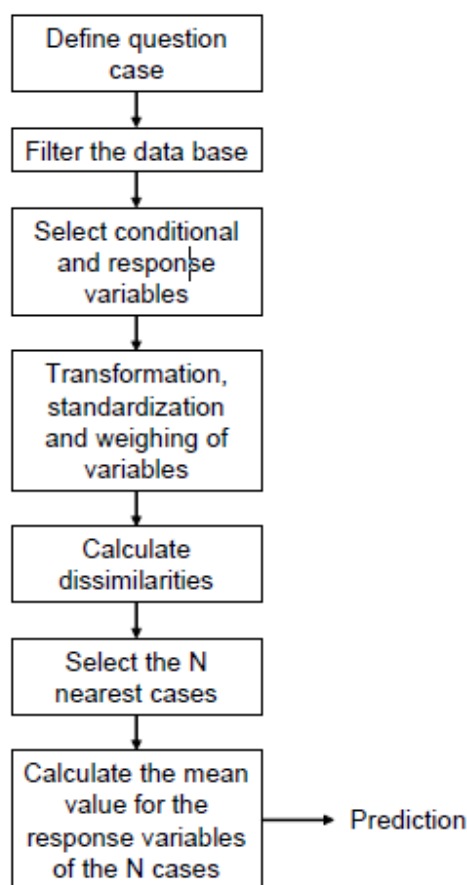 Define question
case
Filter the data base
Select conditional
and response
variables
Transformation,
standardization
and weighing of
variables
Calculate
dissimilarities
Select the N
nearest cases
Calculate the mean
value for the
response variables
of the N cases
Prediction